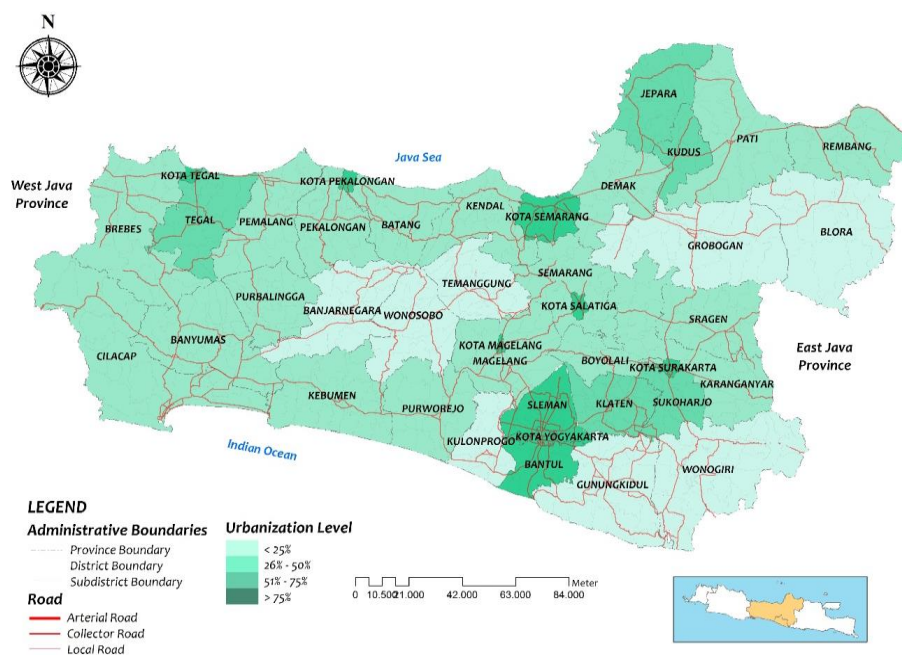 N
JEPARA
PATI
KUDUS
REMBANG
Java Sea
West Java
Province
KOTA TEGAL
KOTA PEKALONGAN
DEMAK
KENDAL
KOTA SEMARANG
BREBES
TEGAL
PEMALANG
PEKALONGAN
BATANG
GROBOGAN
BLORA
SEMARANG
TEMANGGUNG
PURBALINGGA
BANJARNEGARA
WONOSOBO
KOTA SALATIGA
SRAGEN
CILACAP
BANYUMAS
KOTA MAGELANG
MAGELANG
BOYOLALI
KOTA SURAKARTA
East Java
Province
KARANGANYAR
KEBUMEN
PURWOREJO
SLEMAN
KLATEN
SUKOHARJO
KULONPROGO
KOTA YOGYAKARTA
Indian Ocean
BANTUL
GUNUNGKIDUL
WONOGIRI
LEGEND
Administrative Boundaries
Province Boundary
District Boundary
Subdistrict Boundary
Road
Arterial Road
Collector Road
Local Road
Urbanization Level
< 25%
26% - 50%
51% - 75%
> 75%
Meter
0 10.500 21.000 42.000 63.000 84.000